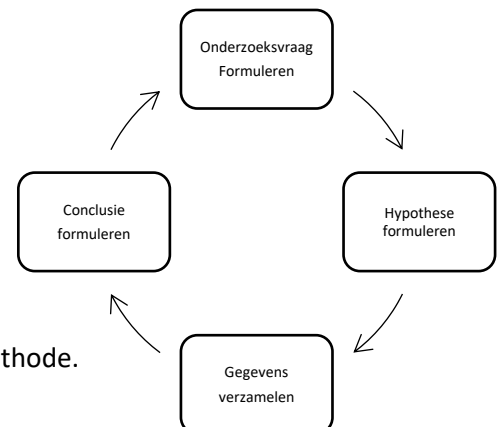 Onderzoeksvraag
Formuleren
Hypothese
formuleren
Gegevens
verzamelen
Conclusie
formuleren
thode.